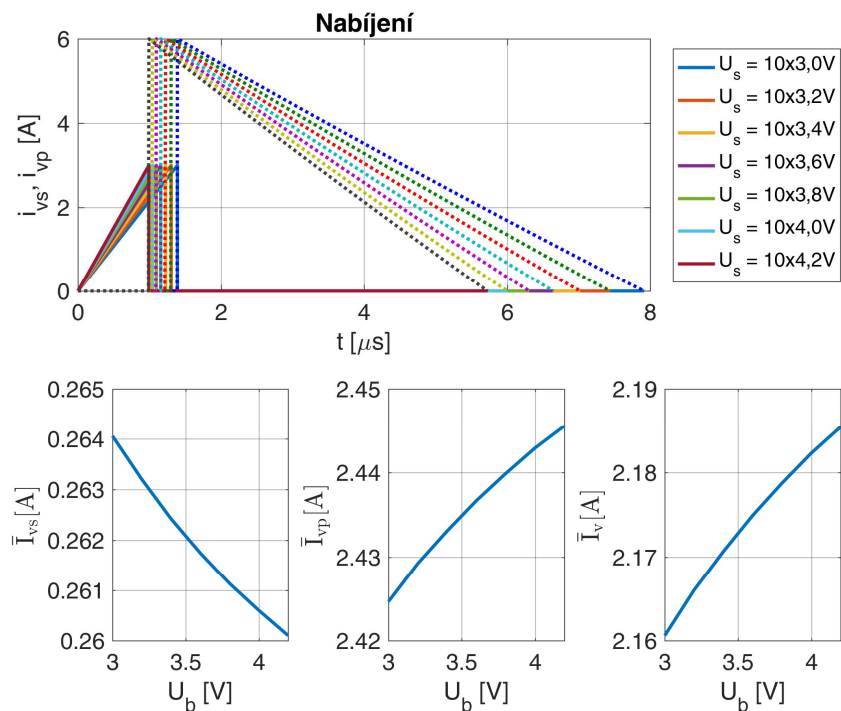 Nabíjení
6
4
2
0
i_vs, i_vp [A]
0 2 4 6 8
t [μs]
U_s = 10x3,0V
U_s = 10x3,2V
U_s = 10x3,4V
U_s = 10x3,6V
U_s = 10x3,8V
U_s = 10x4,0V
U_s = 10x4,2V
0.265
0.264
0.263
0.262
0.261
0.26
Ī_vs[A]
3 3.5 4
U_b [V]
2.45
2.44
2.43
2.42
Ī_vp[A]
3 3.5 4
U_b [V]
2.19
2.18
2.17
2.16
Ī_v[A]
3 3.5 4
U_b [V]